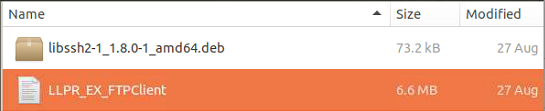 Name Size Modified
libssh2-1_1.8.0-1_amd64.deb 73.2 kB 27 Aug
LLPR_EX_FTPClient 6.6 MB 27 Aug